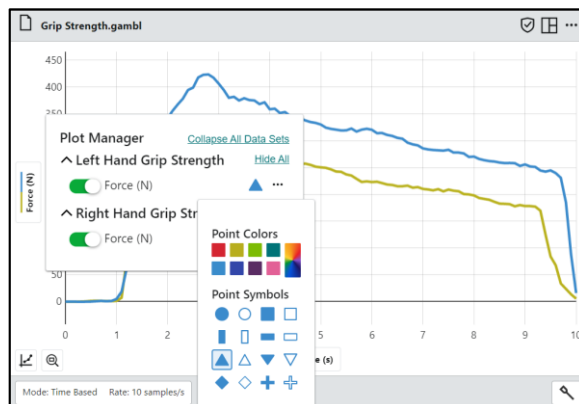 Grip Strength.gambl
450
400
350
50
0
Force (N)
Plot Manager
Collapse All Data Sets
Left Hand Grip Strength
Hide All
Force (N)
Right Hand Grip Str
Force (N)
Point Colors
Point Symbols
0
1
2
5
6
7
8
9
10
(s)
Mode: Time Based Rate: 10 samples/s